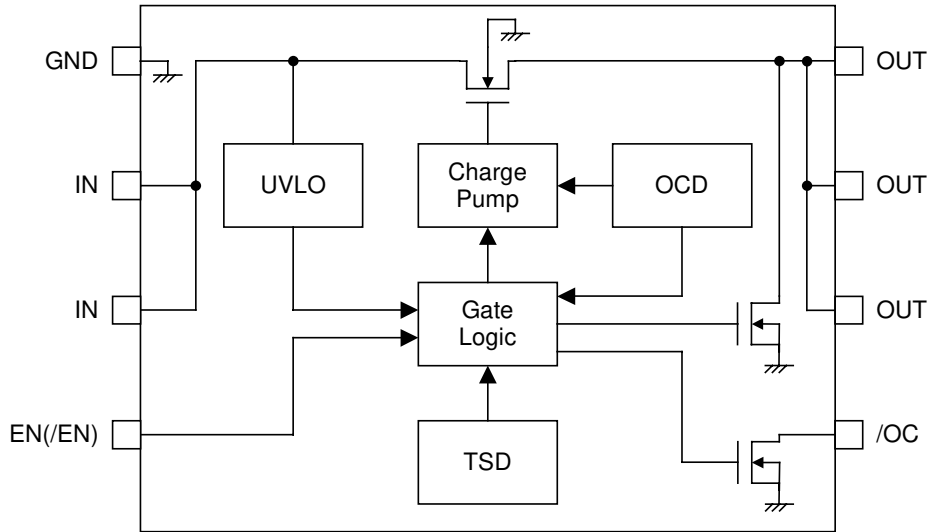 GND
OUT
IN
UVLO
Charge
Pump
OCD
OUT
IN
Gate
Logic
OUT
EN(/EN)
TSD
/OC